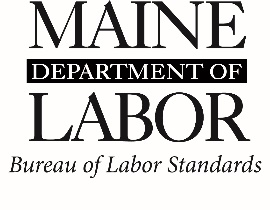 MAINE
DEPARTMENT OF
LABOR
Bureau of Labor Standards